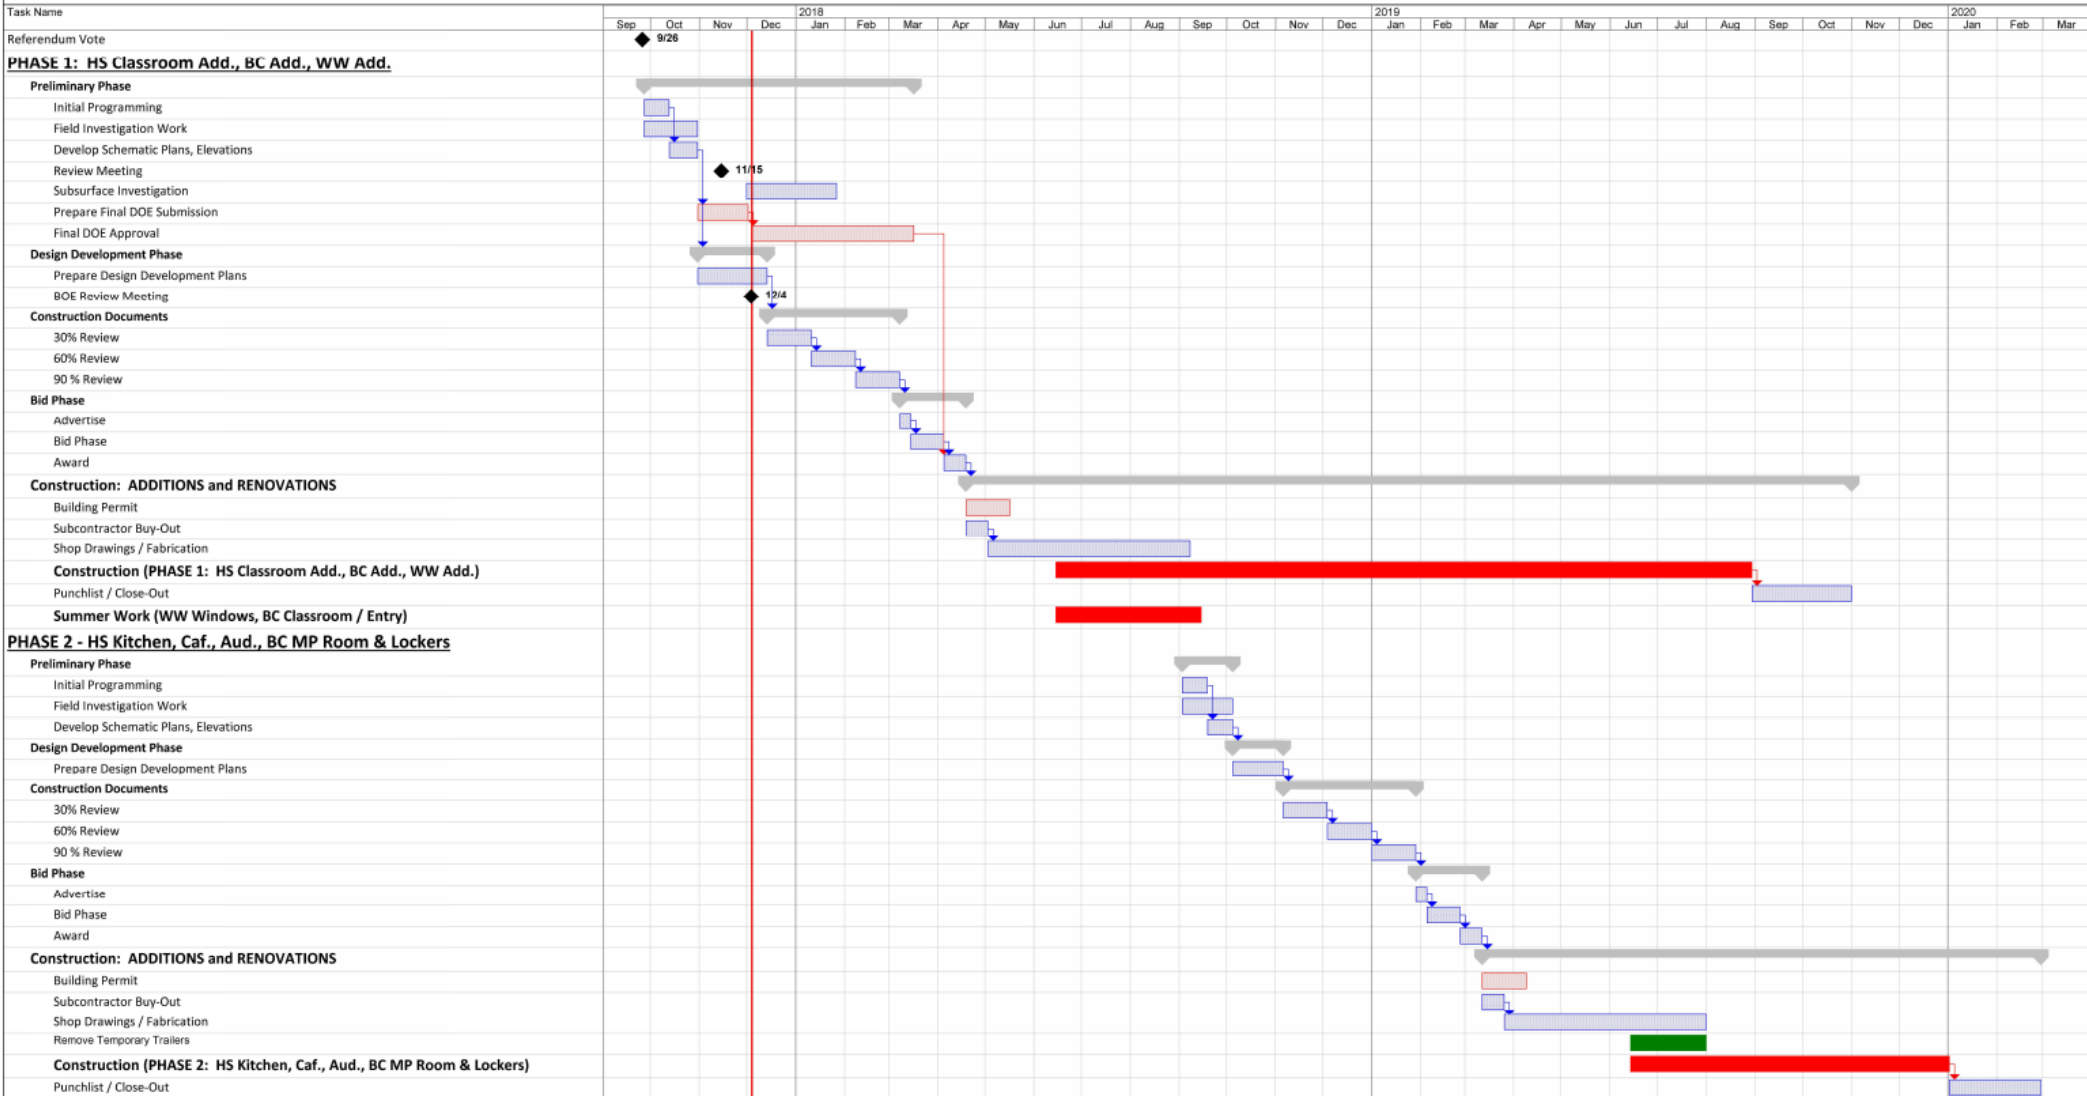 Task Name 2018 2019 2020
Sep Oct Nov Dec Jan Feb Mar Apr May Jun Jul Aug Sep Oct Nov Dec Jan Feb Mar Apr May Jun Jul Aug Sep Oct Nov Dec Jan Feb Mar
Referendum Vote 9/26
PHASE 1: HS Classroom Add., BC Add., WW Add.
Preliminary Phase
Initial Programming
Field Investigation Work
Develop Schematic Plans, Elevations
Review Meeting 11/15
Subsurface Investigation
Prepare Final DOE Submission
Final DOE Approval
Design Development Phase
Prepare Design Development Plans
BOE Review Meeting 12/4
Construction Documents
30% Review
60% Review
90 % Review
Bid Phase
Advertise
Bid Phase
Award
Construction: ADDITIONS and RENOVATIONS
Building Permit
Subcontractor Buy-Out
Shop Drawings / Fabrication
Construction (PHASE 1: HS Classroom Add., BC Add., WW Add.)
Punchlist / Close-Out
Summer Work (WW Windows, BC Classroom / Entry)
PHASE 2 - HS Kitchen, Caf., Aud., BC MP Room & Lockers
Preliminary Phase
Initial Programming
Field Investigation Work
Develop Schematic Plans, Elevations
Design Development Phase
Prepare Design Development Plans
Construction Documents
30% Review
60% Review
90 % Review
Bid Phase
Advertise
Bid Phase
Award
Construction: ADDITIONS and RENOVATIONS
Building Permit
Subcontractor Buy-Out
Shop Drawings / Fabrication
Remove Temporary Trailers
Construction (PHASE 2: HS Kitchen, Caf., Aud., BC MP Room & Lockers)
Punchlist / Close-Out